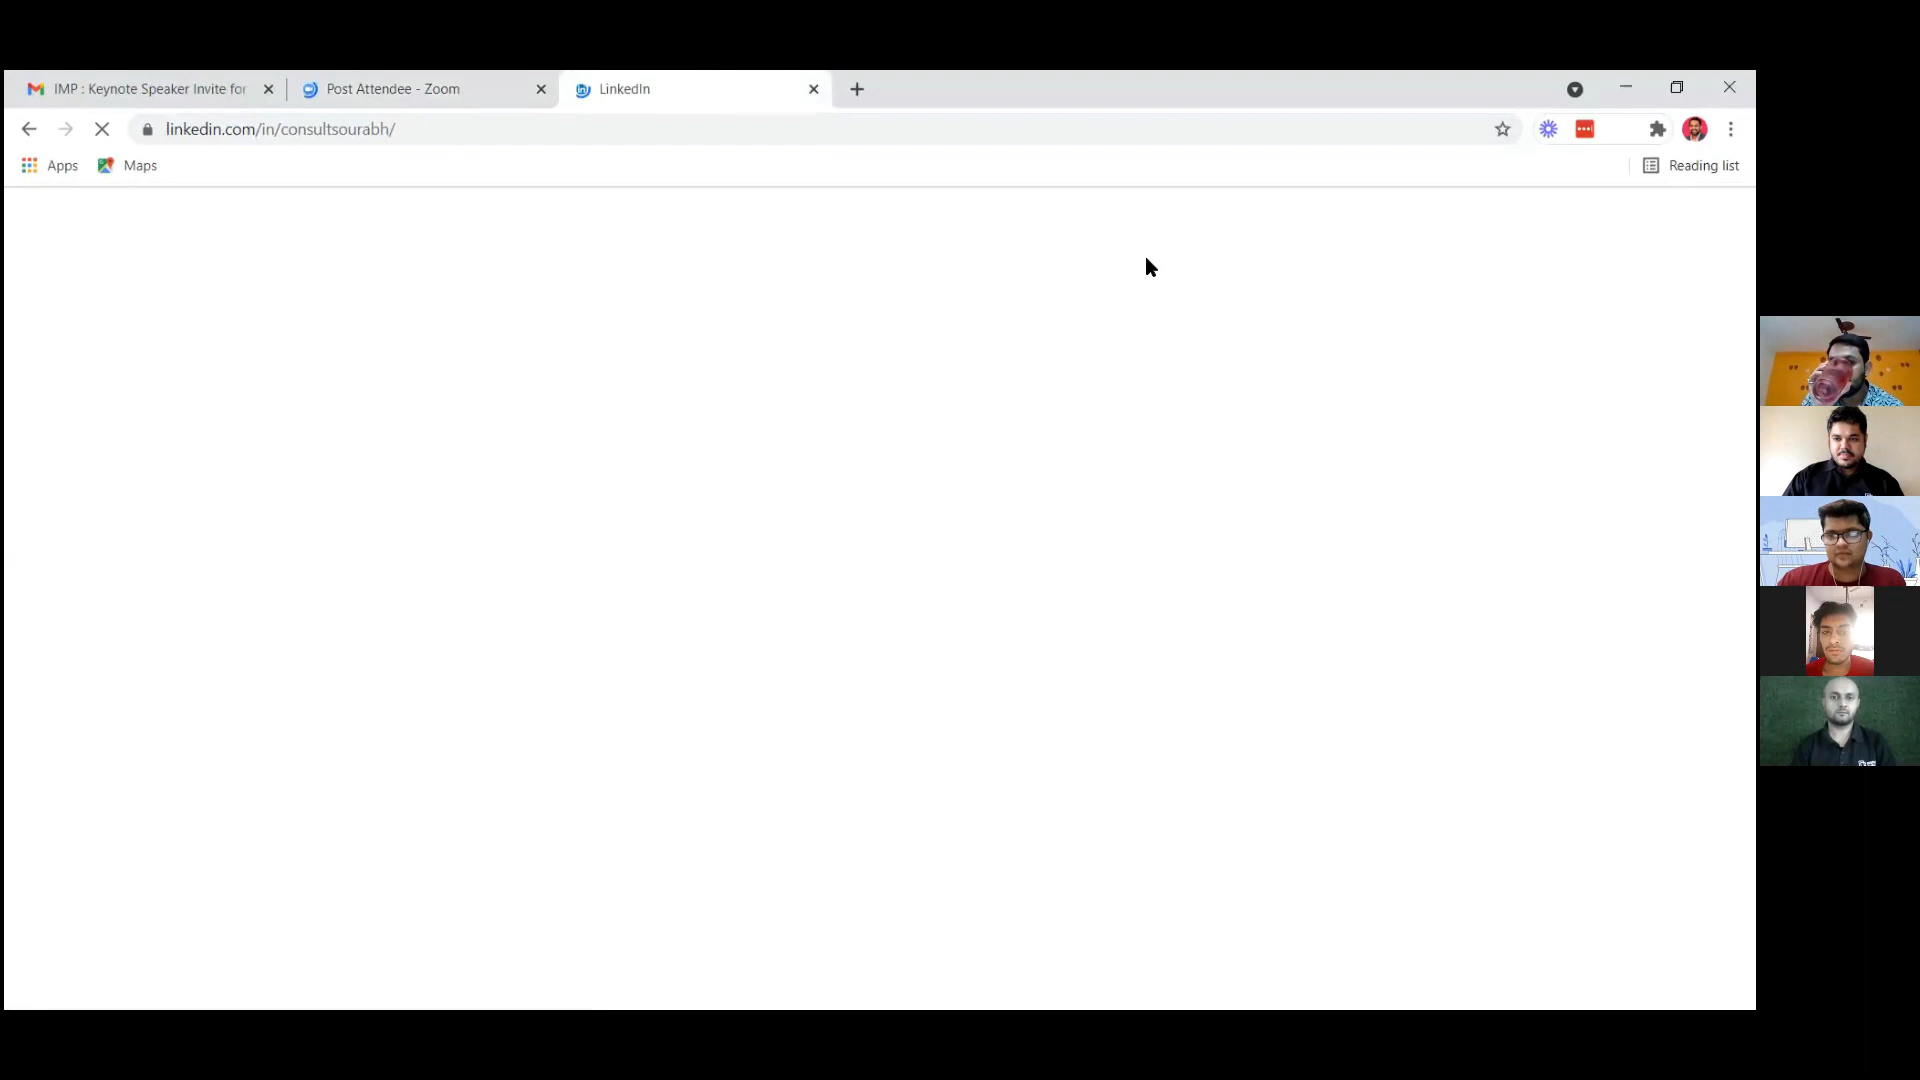 IMP : Keynote Speaker Invite for
Post Attendee - Zoom
LinkedIn
linkedin.com/in/consultsourabh/
Apps
Maps
Reading list